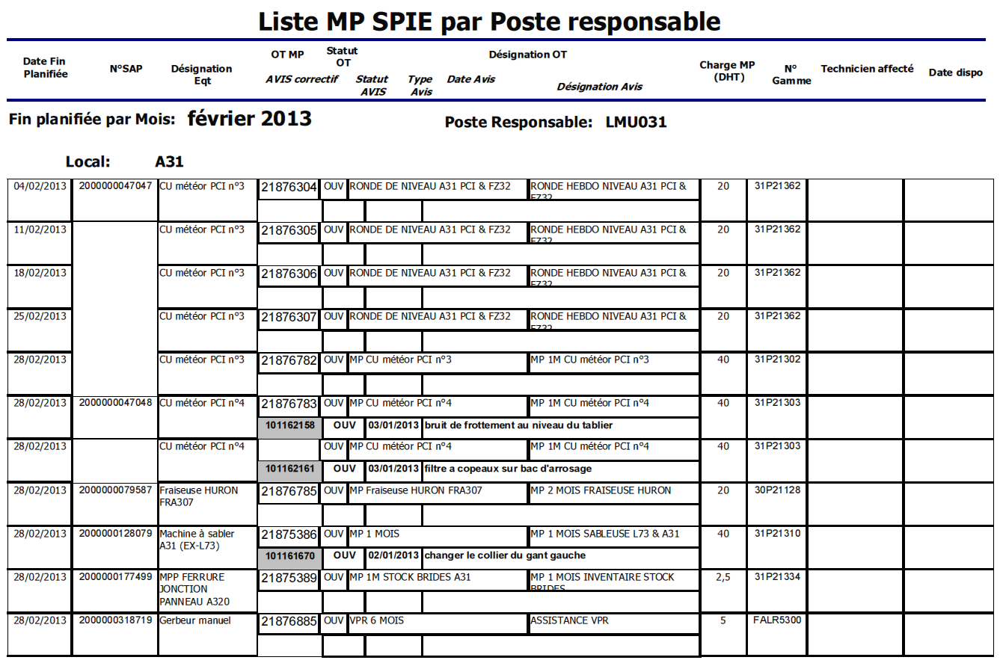 Liste MP SPIE par Poste responsable
Date Fin Planifiée N°SAP Désignation Eqt OT MP Statut OT Désignation OT Charge MP (DHT) N° Gamme Technicien affecté Date dispo
AVIS correctif Statut AVIS Type Avis Date Avis Désignation Avis
Fin planifiée par Mois: février 2013 Poste Responsable: LMU031
Local: A31
04/02/2013 2000000047047 CU météor PCI n°3 21876304 OUV RONDE DE NIVEAU A31 PCI & FZ32 RONDE HEBDO NIVEAU A31 PCI & 20 31P21362
FZ32
11/02/2013 CU météor PCI n°3 21876305 OUV RONDE DE NIVEAU A31 PCI & FZ32 RONDE HEBDO NIVEAU A31 PCI & 20 31P21362
FZ32
18/02/2013 CU météor PCI n°3 21876306 OUV RONDE DE NIVEAU A31 PCI & FZ32 RONDE HEBDO NIVEAU A31 PCI & 20 31P21362
FZ32
25/02/2013 CU météor PCI n°3 21876307 OUV RONDE DE NIVEAU A31 PCI & FZ32 RONDE HEBDO NIVEAU A31 PCI & 20 31P21362
FZ32
28/02/2013 CU météor PCI n°3 21876782 OUV MP CU météor PCI n°3 MP 1M CU météor PCI n°3 40 31P21302
28/02/2013 2000000047048 CU météor PCI n°4 21876783 OUV MP CU météor PCI n°4 MP 1M CU météor PCI n°4 40 31P21303
101162158 OUV 03/01/2013 bruit de frottement au niveau du tablier
28/02/2013 CU météor PCI n°4 OUV MP CU météor PCI n°4 MP 1M CU météor PCI n°4 40 31P21303
101162161 OUV 03/01/2013 filtre a copeaux sur bac d'arrosage
28/02/2013 2000000079587 Fraiseuse HURON 21876785 OUV MP Fraiseuse HURON FRA307 MP 2 MOIS FRAISEUSE HURON 20 30P21128
FRA307
28/02/2013 2000000128079 Machine à sabler 21875386 OUV MP 1 MOIS MP 1 MOIS SABLEUSE L73 & A31 40 31P21310
A31 (EX-L73)
101161670 OUV 02/01/2013 changer le collier du gant gauche
28/02/2013 2000000177499 MPP FERRURE 21875389 OUV MP 1M STOCK BRIDES A31 MP 1 MOIS INVENTAIRE STOCK 2,5 31P21334
JONCTION BRIDES
PANNEAU A320
28/02/2013 2000000318719 Gerbeur manuel 21876885 OUV VPR 6 MOIS ASSISTANCE VPR 5 FALR5300